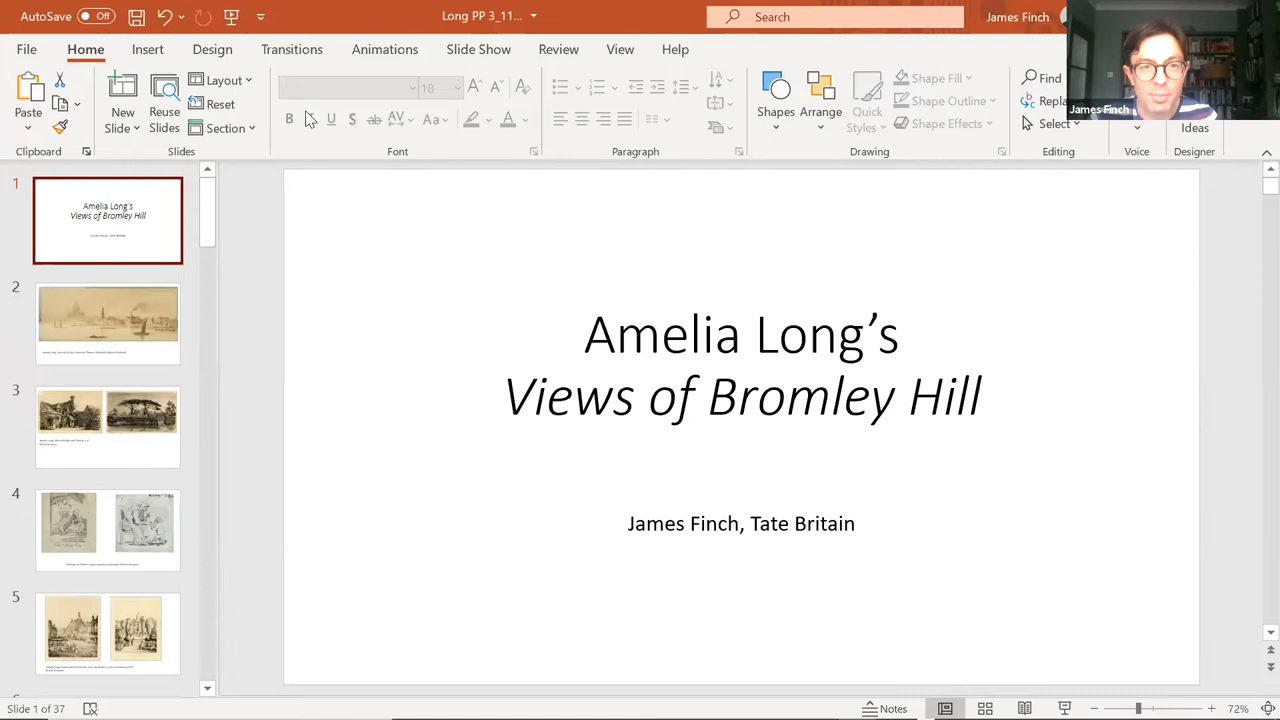 AutoSave Off Long PP 3_11... Search James Finch
File Home Insert Design Transitions Animations Slide Show Review View Help
Paste New Slide Reuse Slides Layout Reset Section
Shapes Arrange Quick Styles Shape Fill Shape Outline Shape Effects
Find
Select
James Finch
Ideas
Clipboard Slides Font Paragraph Drawing Editing Voice Designer
1
Amelia Long's
Views of Bromley Hill
2
3
4
5
Amelia Long’s
Views of Bromley Hill
James Finch, Tate Britain
Slide 1 of 37 Notes 72%